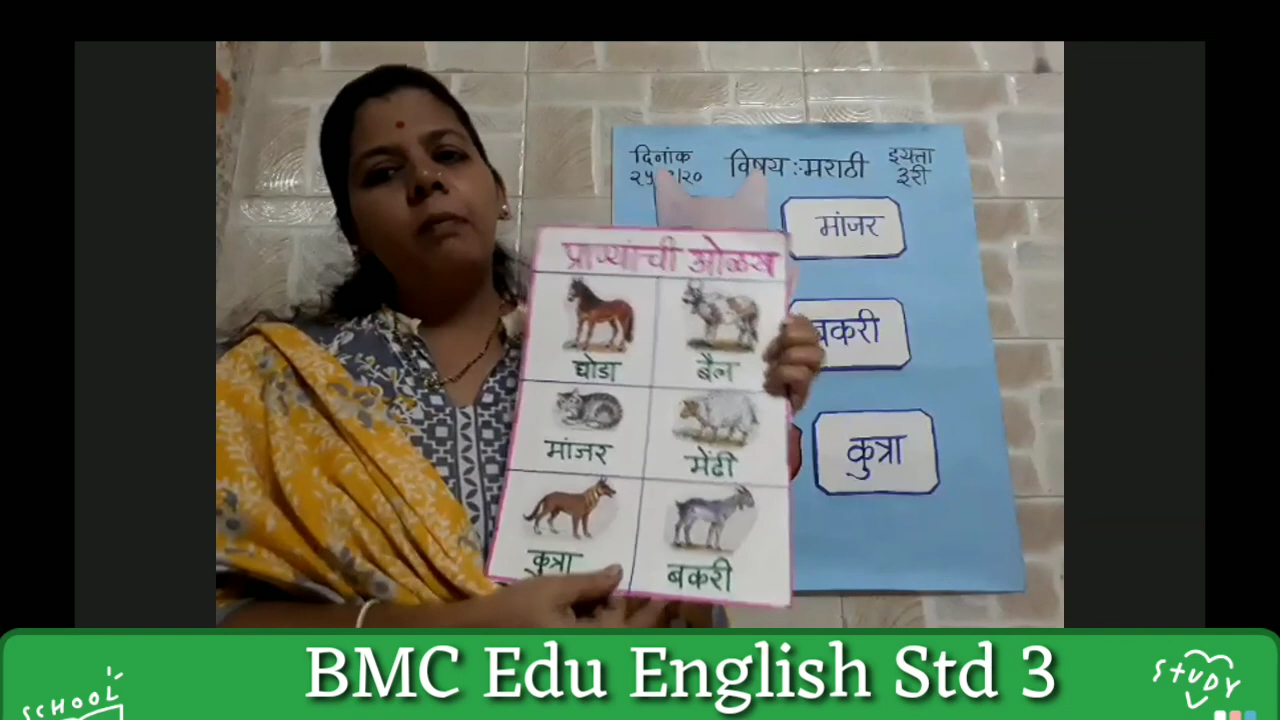 दिनांक
विषय :- मराठी
इयत्ता
३री
मांजर
बकरी
कुत्रा
प्राण्यांची ओळख
घोडा
बैल
मांजर
मेंढी
कुत्रा
बकरी
BMC Edu English Std 3
SCHOOL
STUDY